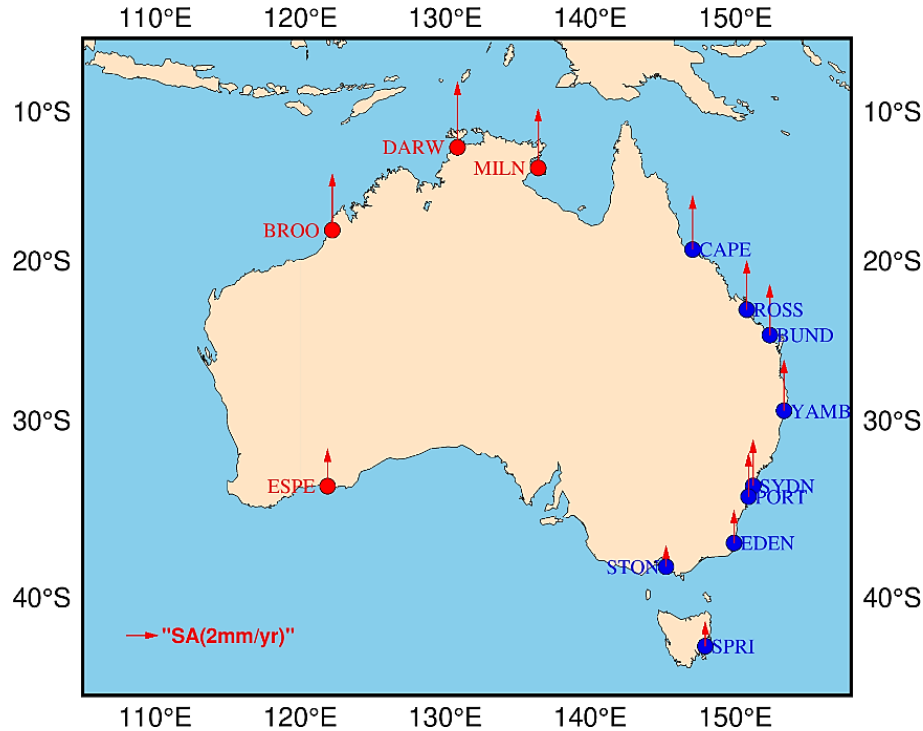 110°E 120°E 130°E 140°E 150°E
10°S 10°S
DARW
MILN
BROO
CAPE
20°S 20°S
ROSS
BUND
YAMB
30°S 30°S
ESPE
SYDN
PORT
EDEN
STON
40°S 40°S
"SA(2mm/yr)"
SPRI
110°E 120°E 130°E 140°E 150°E